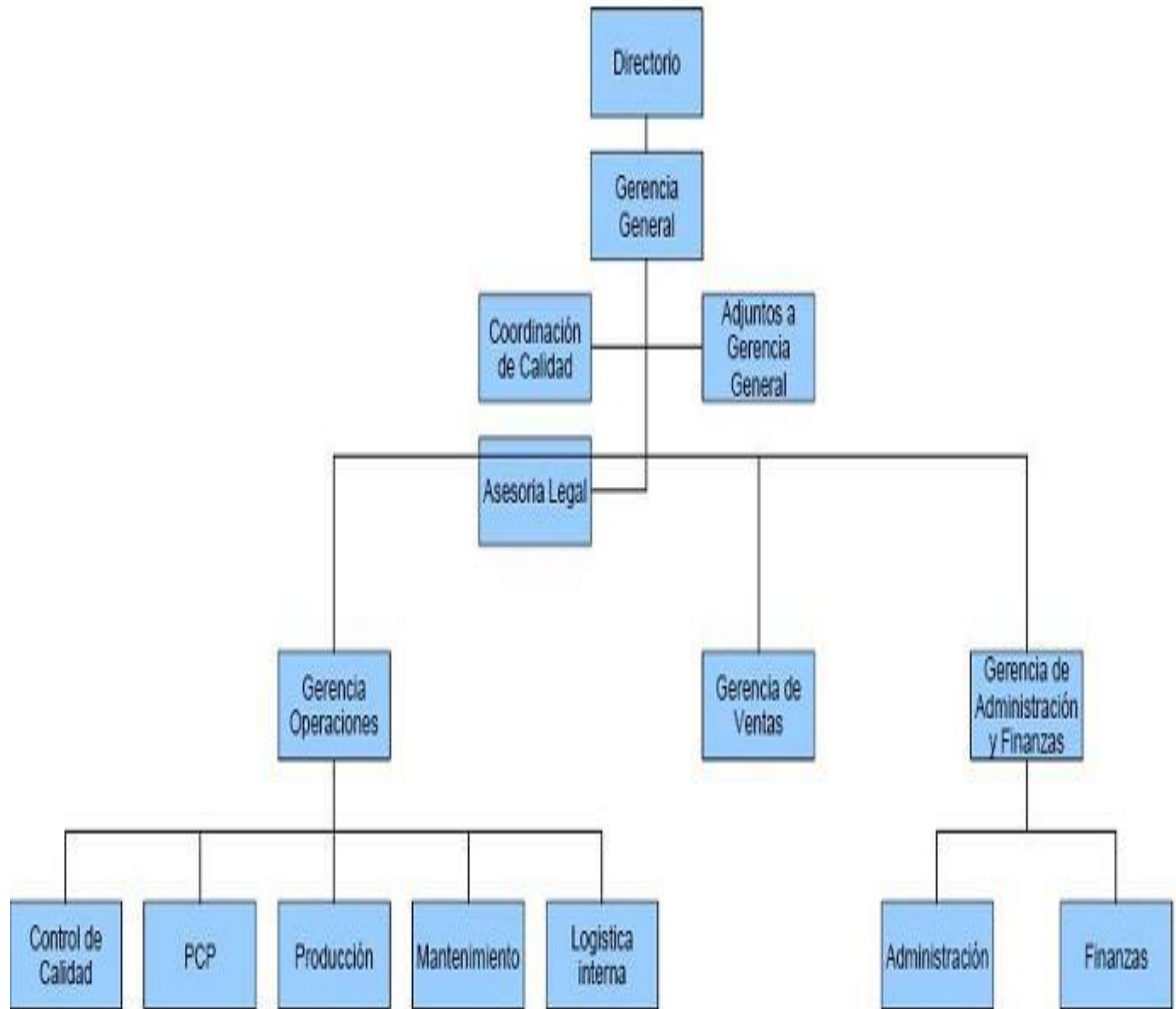 Directorio
Gerencia
General
Coordinación
de Calidad
Adjuntos a
Gerencia
General
Asesoria Legal
Gerencia
Operaciones
Gerencia de
Ventas
Gerencia de
Administración
y Finanzas
Control de
Calidad
PCP
Producción
Mantenimiento
Logistica
interna
Administración
Finanzas